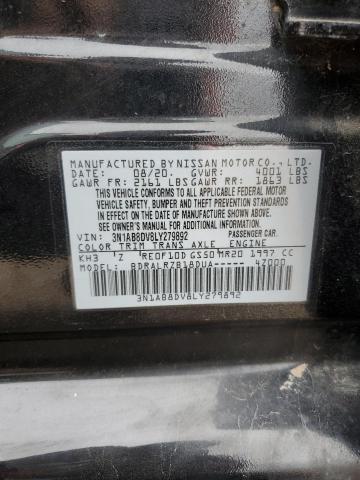 MANUFACTURED BY NISSAN MOTOR CO., LTD.
DATE: 08/20. GVWR: 4001 LBS
GAWR FR: 2161 LBS GAWR RR: 1863 LBS
THIS VEHICLE CONFORMS TO ALL APPLICABLE
FEDERAL MOTOR VEHICLE
SAFETY, BUMPER, AND THEFT PREVENTION STANDARDS
IN EFFECT ON THE DATE OF MANUFACTURE SHOWN ABOVE.
SEE OWNER'S MANUAL FOR ADDITIONAL INFORMATION.
VIN: 3N1AB8DV8LY279892 PASSENGER CAR.
COLOR TRIM TRANS AXLE ENGINE
KH3 'Z 'REOF10D GS50 MR20 1997 CC
MODEL: BDRALRZB18DUA----- 4Z000
3N1AB8DV8LY279892